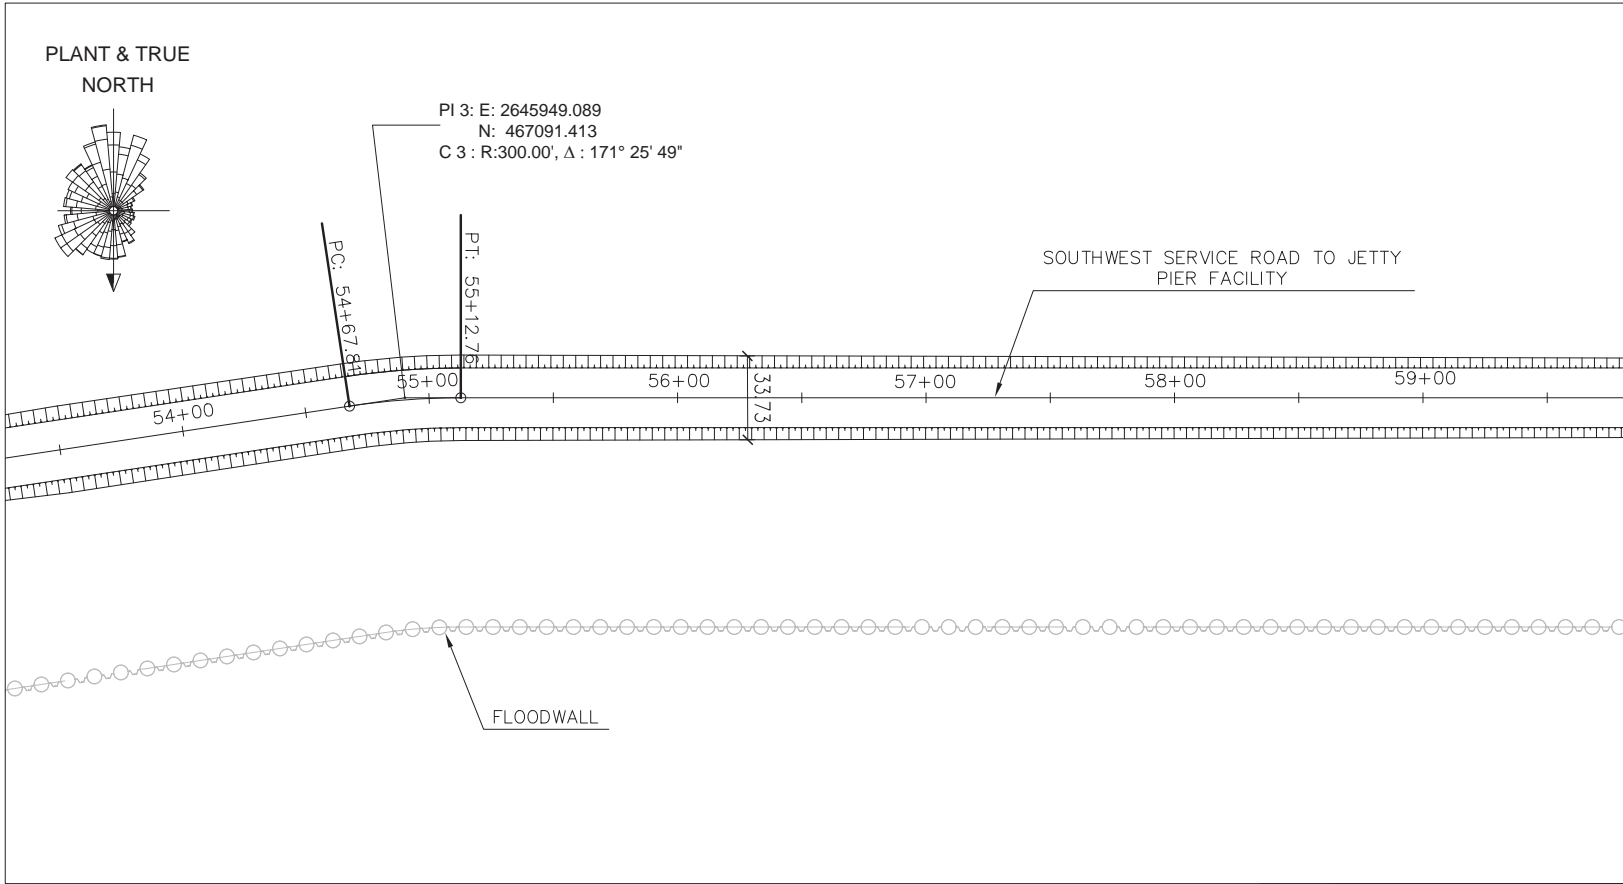 PLANT & TRUE
NORTH
PI 3: E: 2645949.089
N: 467091.413
C 3 : R:300.00', Δ : 171° 25' 49"
PC: 54+67.81
PT: 55+12.76
SOUTHWEST SERVICE ROAD TO JETTY
PIER FACILITY
54+00
55+00
56+00
33.73
57+00
58+00
59+00
FLOODWALL